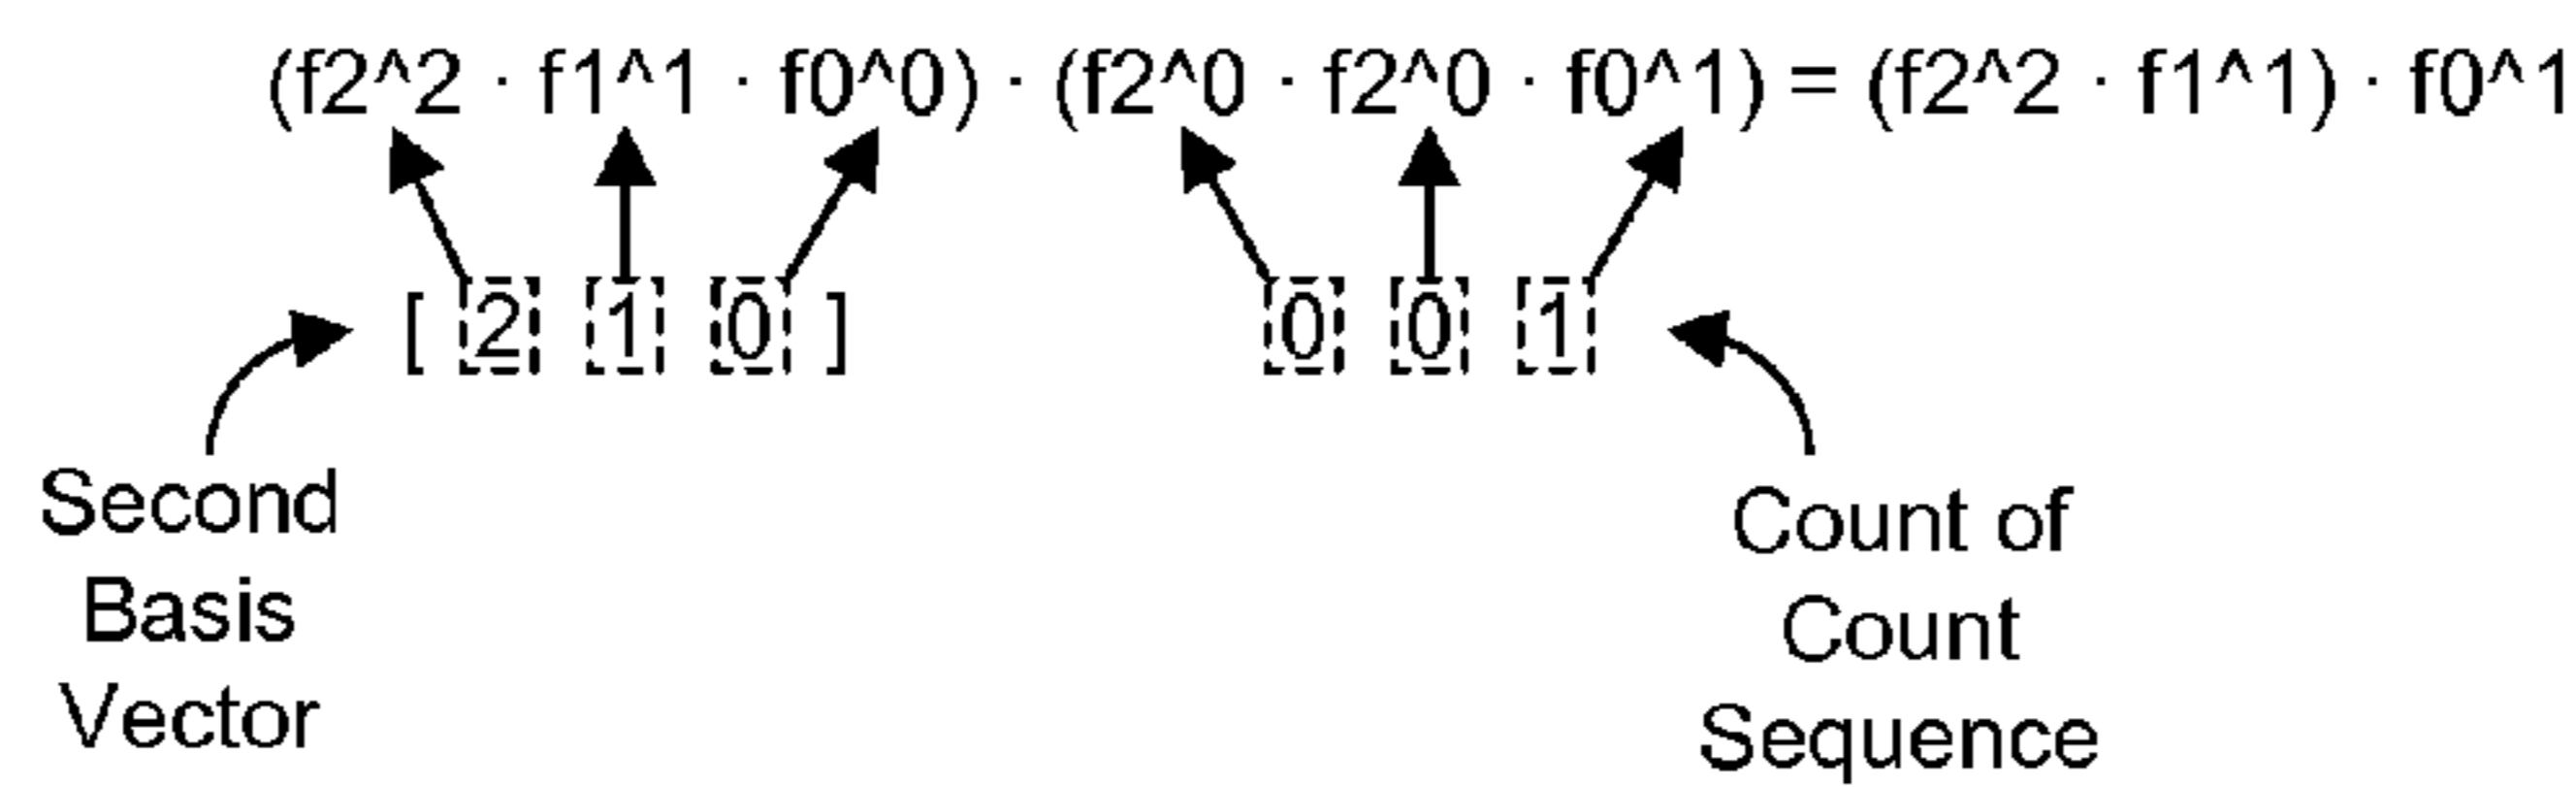 (f2^2 · f1^1 · f0^0) · (f2^0 · f2^0 · f0^1) = (f2^2 · f1^1) · f0^1
[ 2 1 0 ] 0 0 1
Second
Basis
Vector
Count of
Count
Sequence